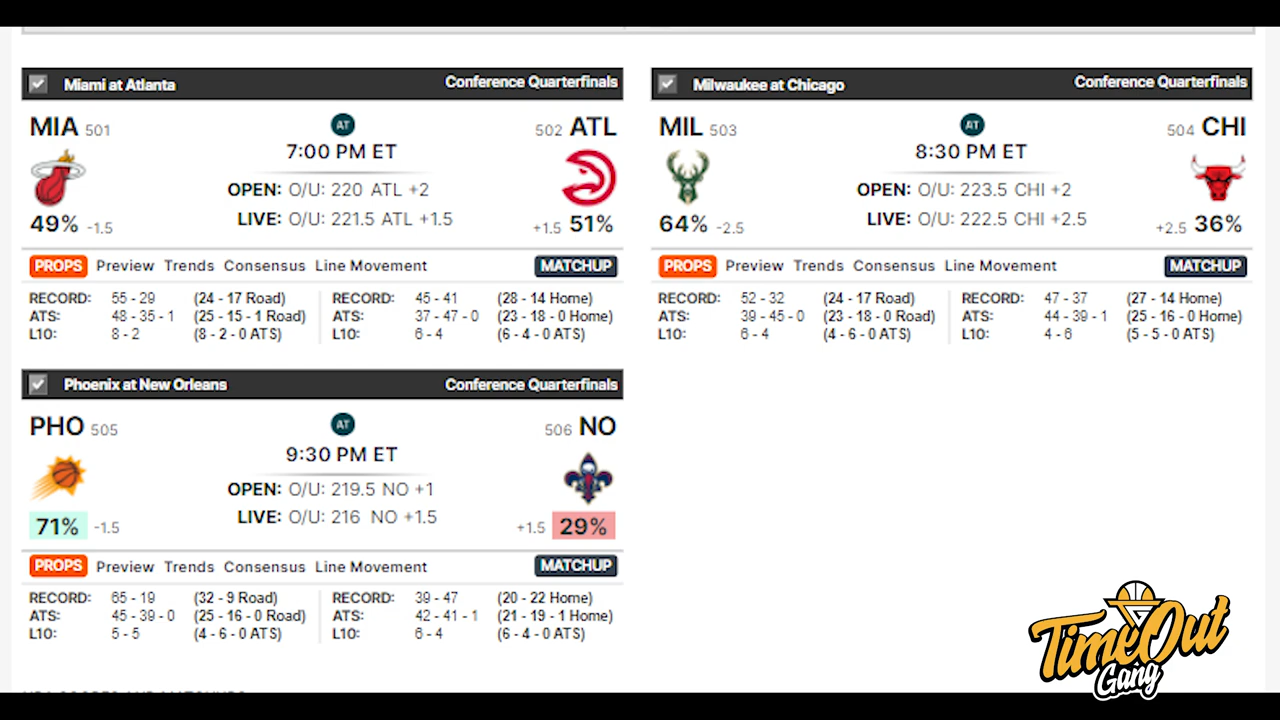 Miami at Atlanta Conference Quarterfinals
MIA 501 AT 502 ATL
7:00 PM ET
OPEN: O/U: 220 ATL +2
LIVE: O/U: 221.5 ATL +1.5
49% -1.5 +1.5 51%
PROPS Preview Trends Consensus Line Movement MATCHUP
RECORD: 55 - 29 (24 - 17 Road) RECORD: 45 - 41 (28 - 14 Home)
ATS: 48 - 35 - 1 (25 - 15 - 1 Road) ATS: 37 - 47 - 0 (23 - 18 - 0 Home)
L10: 8 - 2 (8 - 2 - 0 ATS) L10: 6 - 4 (6 - 4 - 0 ATS)
Milwaukee at Chicago Conference Quarterfinals
MIL 503 AT 504 CHI
8:30 PM ET
OPEN: O/U: 223.5 CHI +2
LIVE: O/U: 222.5 CHI +2.5
64% -2.5 +2.5 36%
PROPS Preview Trends Consensus Line Movement MATCHUP
RECORD: 52 - 32 (24 - 17 Road) RECORD: 47 - 37 (27 - 14 Home)
ATS: 39 - 45 - 0 (23 - 18 - 0 Road) ATS: 44 - 39 - 1 (25 - 16 - 0 Home)
L10: 6 - 4 (4 - 6 - 0 ATS) L10: 4 - 6 (5 - 5 - 0 ATS)
Phoenix at New Orleans Conference Quarterfinals
PHO 505 AT 506 NO
9:30 PM ET
OPEN: O/U: 219.5 NO +1
LIVE: O/U: 216 NO +1.5
71% -1.5 +1.5 29%
PROPS Preview Trends Consensus Line Movement MATCHUP
RECORD: 65 - 19 (32 - 9 Road) RECORD: 39 - 47 (20 - 22 Home)
ATS: 45 - 39 - 0 (25 - 16 - 0 Road) ATS: 42 - 41 - 1 (21 - 19 - 1 Home)
L10: 5 - 5 (4 - 6 - 0 ATS) L10: 6 - 4 (6 - 4 - 0 ATS)
TimeOut
Gang